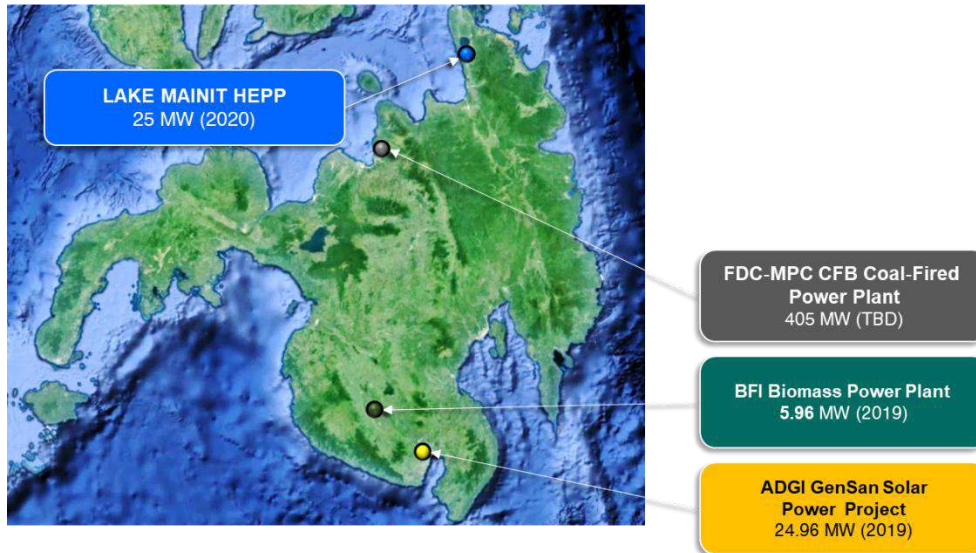 LAKE MAINIT HEPP
25 MW (2020)
FDC-MPC CFB Coal-Fired
Power Plant
405 MW (TBD)
BFI Biomass Power Plant
5.96 MW (2019)
ADGI GenSan Solar
Power Project
24.96 MW (2019)